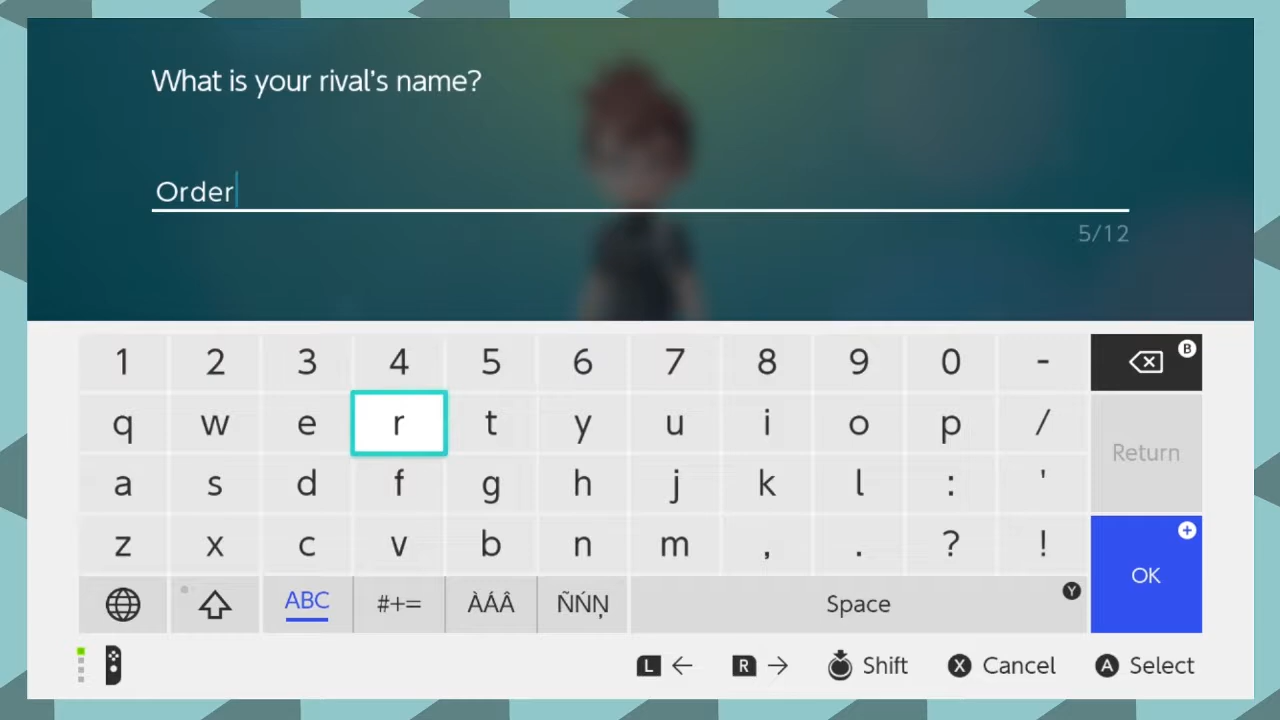 What is your rival's name?
Order
5/12
1 2 3 4 5 6 7 8 9 0 - B
q w e r t y u i o p /
Return
a s d f g h j k l : '
z x c v b n m , . ? ! +
OK
ABC #+= ÀÁÂ ÑŃŅ Space Y
L ← R → Shift X Cancel A Select